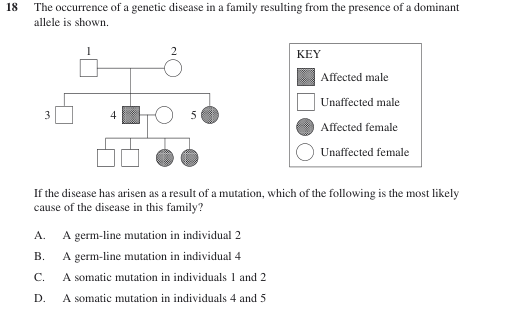 18 The occurrence of a genetic disease in a family resulting from the presence of a dominant
allele is shown.
1 2
KEY
Affected male
Unaffected male
3 4 5
Affected female
Unaffected female
If the disease has arisen as a result of a mutation, which of the following is the most likely
cause of the disease in this family?
A. A germ-line mutation in individual 2
B. A germ-line mutation in individual 4
C. A somatic mutation in individuals 1 and 2
D. A somatic mutation in individuals 4 and 5